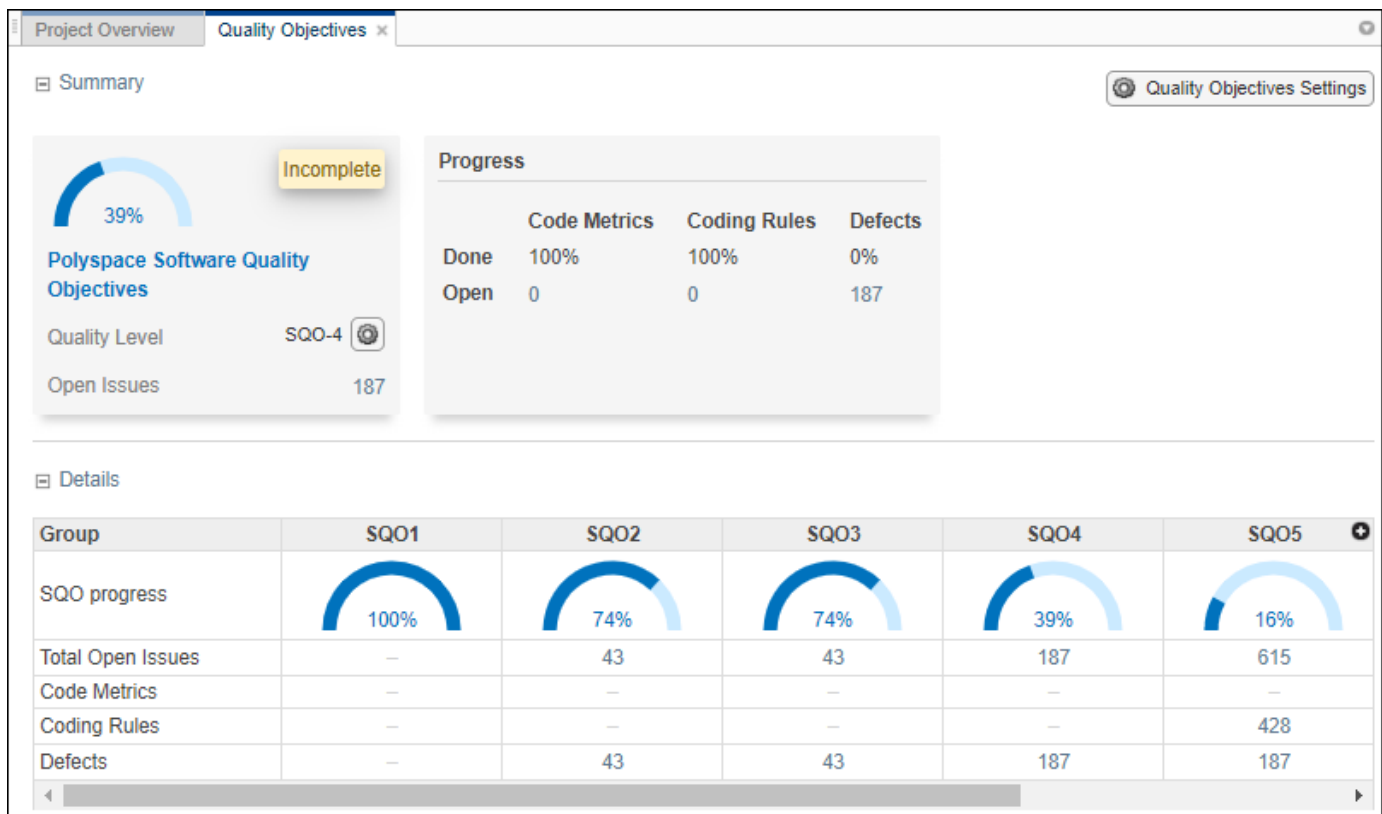 Project Overview Quality Objectives ×
Summary
Quality Objectives Settings
Incomplete
39%
Polyspace Software Quality
Objectives
Quality Level SQO-4
Open Issues 187
Progress
Code Metrics Coding Rules Defects
Done 100% 100% 0%
Open 0 0 187
Details
Group SQO1 SQO2 SQO3 SQO4 SQO5
SQO progress 100% 74% 74% 39% 16%
Total Open Issues – 43 43 187 615
Code Metrics – – – – –
Coding Rules – – – – 428
Defects – 43 43 187 187